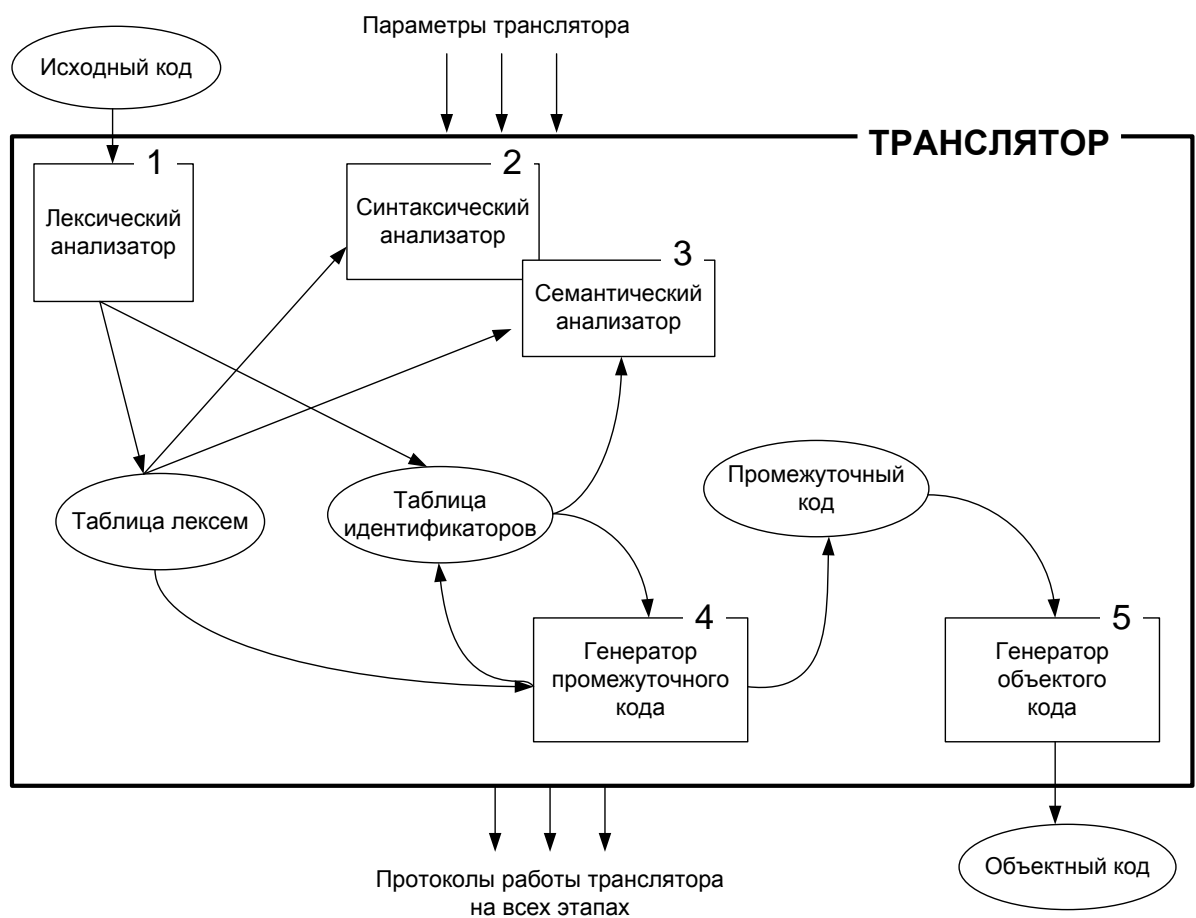 Параметры транслятора
Исходный код
ТРАНСЛЯТОР
1
Лексический
анализатор
2
Синтаксический
анализатор
3
Семантический
анализатор
Таблица лексем
Таблица
идентификаторов
Промежуточный
код
4
Генератор
промежуточного
кода
5
Генератор
объектого
кода
Протоколы работы транслятора
на всех этапах
Объектный код